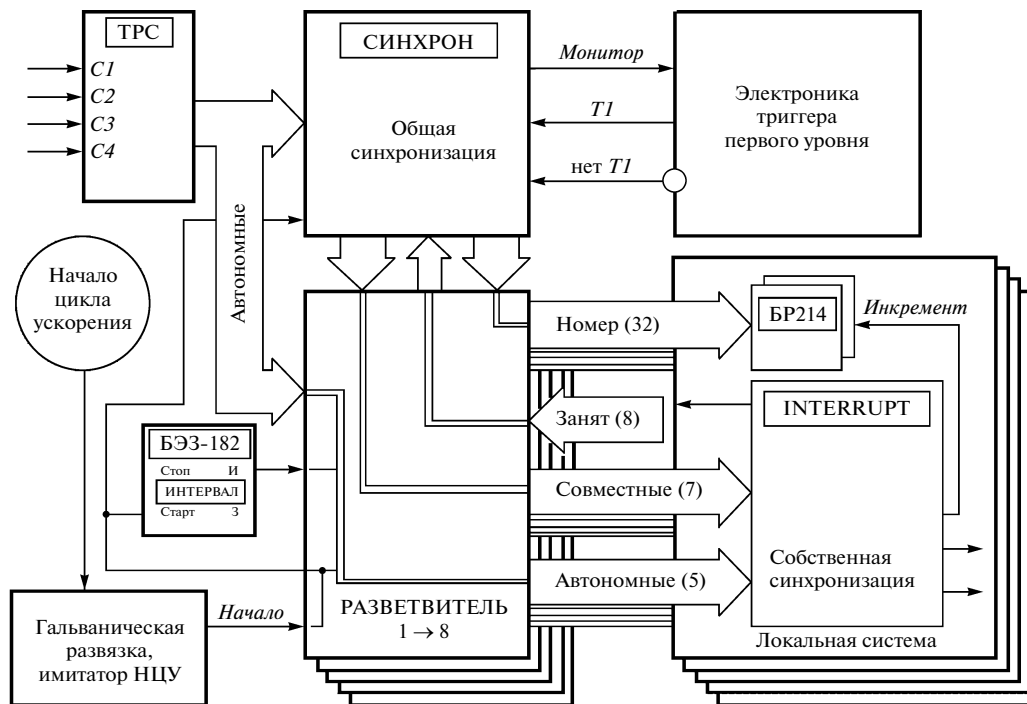 ТРС
C1
C2
C3
C4
СИНХРОН
Общая
синхронизация
Монитор
T1
нет T1
Электроника
триггера
первого уровня
Автономные
Начало
цикла
ускорения
БЭЗ-182
Стоп И
ИНТЕРВАЛ
Старт З
Гальваническая
развязка,
имитатор НЦУ
Начало
РАЗВЕТВИТЕЛЬ
1 → 8
Номер (32)
Занят (8)
Совместные (7)
Автономные (5)
БР214
Инкремент
INTERRUPT
Собственная
синхронизация
Локальная система